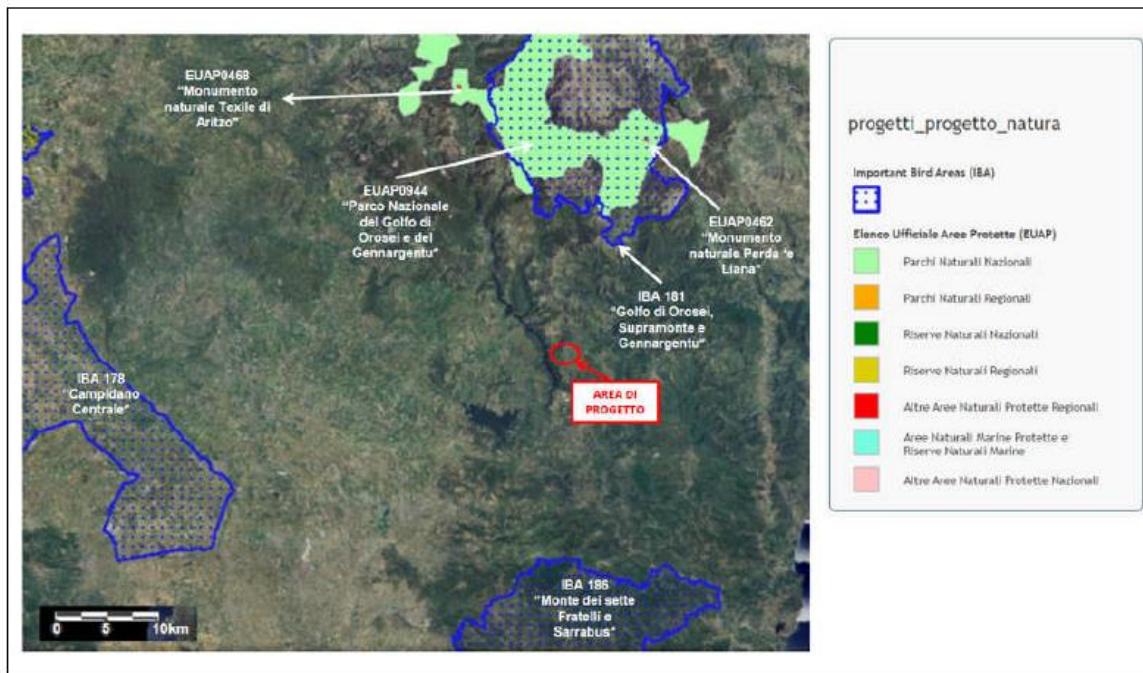 EUAP0468
"Monumento
naturale Texile di
Aritzo"
EUAP0944
"Parco Nazionale
del Golfo di
Orosei e del
Gennargentu"
EUAP0462
"Monumento
naturale Perda 'e
Liana"
IBA 181
"Golfo di Orosei,
Supramonte e
Gennargentu"
IBA 178
"Campidano
Centrale"
AREA DI
PROGETTO
IBA 186
"Monte dei sette
Fratelli e
Sarrabus"
0 5 10km
progetti_progetto_natura
Important Bird Areas (IBA)
Elenco Ufficiale Aree Protette (EUAP)
Parchi Naturali Nazionali
Parchi Naturali Regionali
Riserve Naturali Nazionali
Riserve Naturali Regionali
Altre Aree Naturali Protette Regionali
Aree Naturali Marine Protette e
Riserve Naturali Marine
Altre Aree Naturali Protette Nazionali